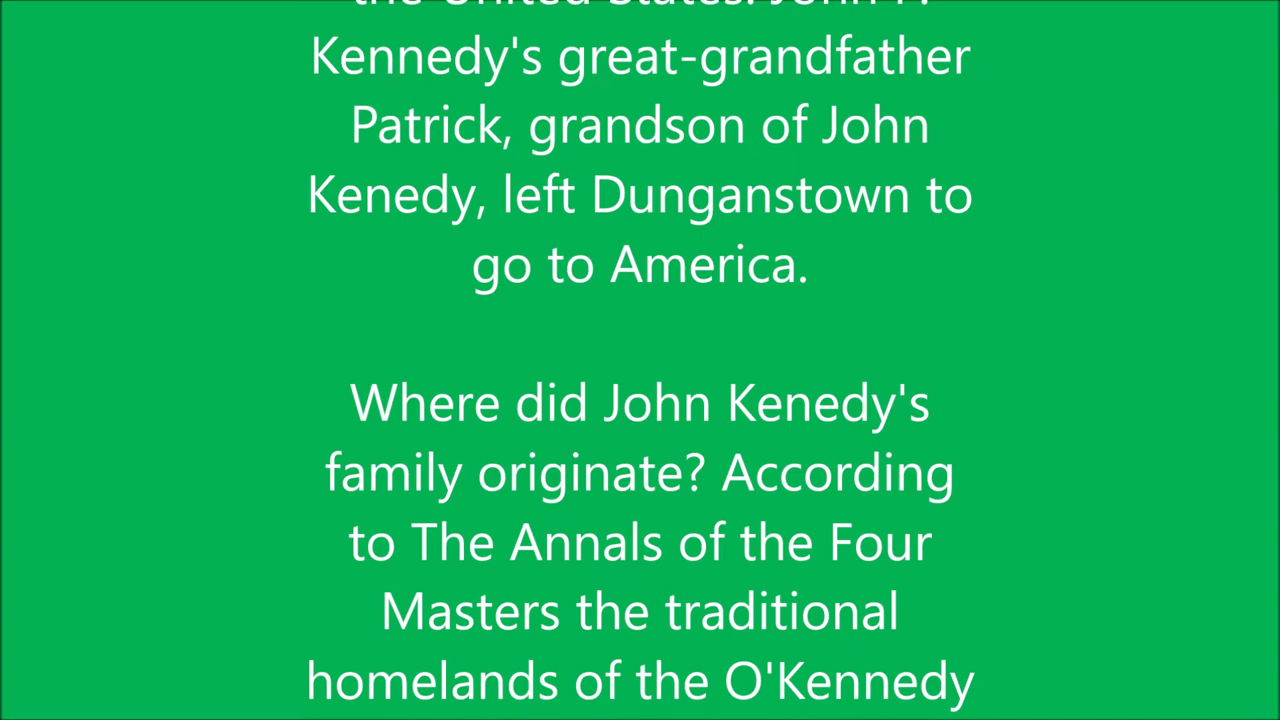 the United States. John F.
Kennedy's great-grandfather
Patrick, grandson of John
Kenedy, left Dunganstown to
go to America.
Where did John Kenedy's
family originate? According
to The Annals of the Four
Masters the traditional
homelands of the O'Kennedy